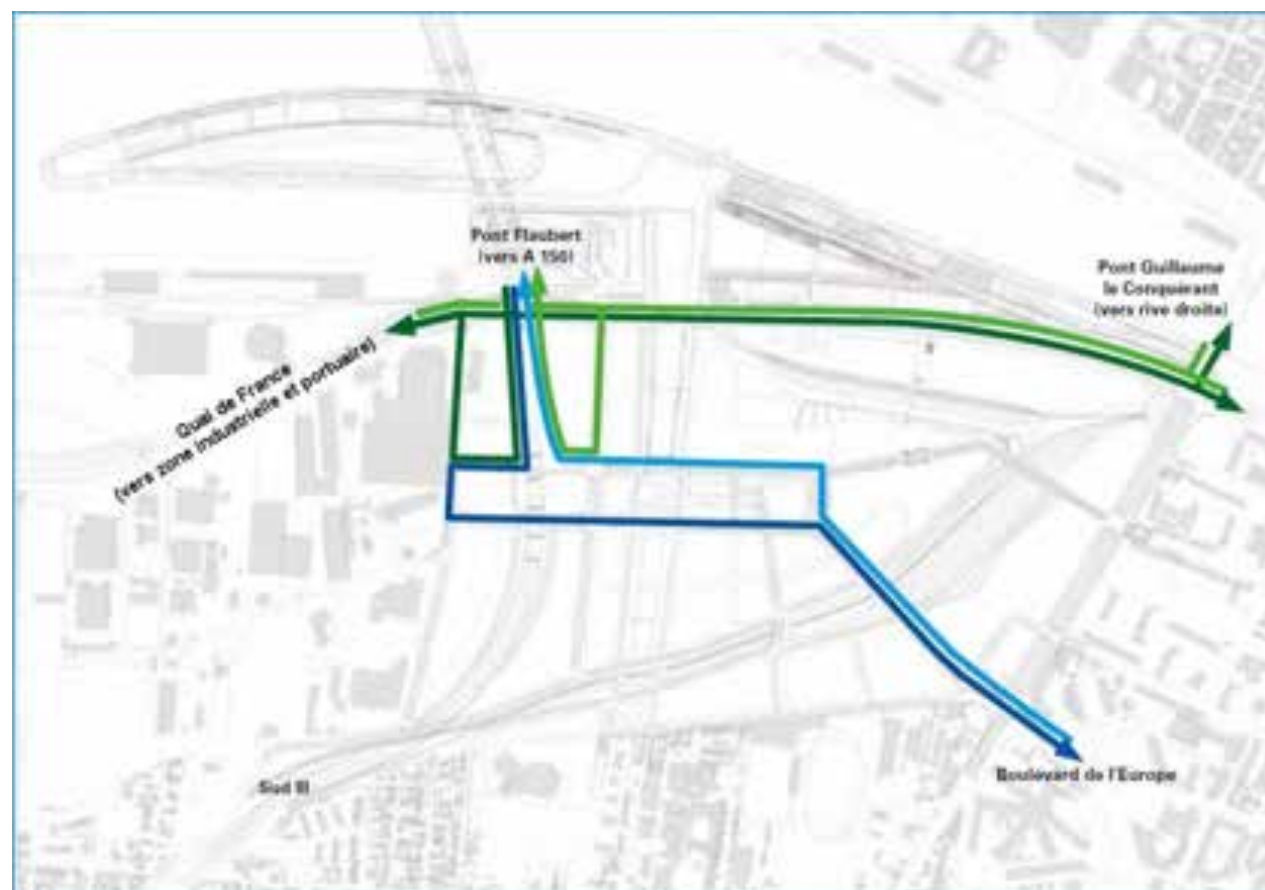 Pont Flaubert
(vers A 150)
Pont Guillaume
le Conquérant
(vers rive droite)
Quai de France
(vers zone industrielle et portuaire)
Sud III
Boulevard de l'Europe